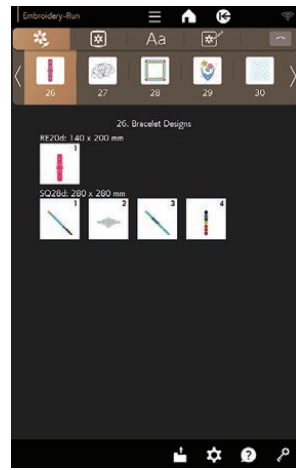 Embroidery-Run
Aa
26 27 28 29 30
26. Bracelet Designs
RE20d: 140 x 200 mm
1
SQ28d: 280 x 280 mm
1 2 3 4
?